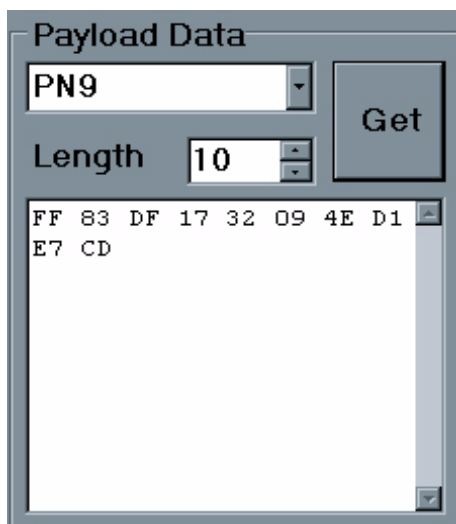 Payload Data
PN9
Get
Length 10
FF 83 DF 17 32 09 4E D1
E7 CD